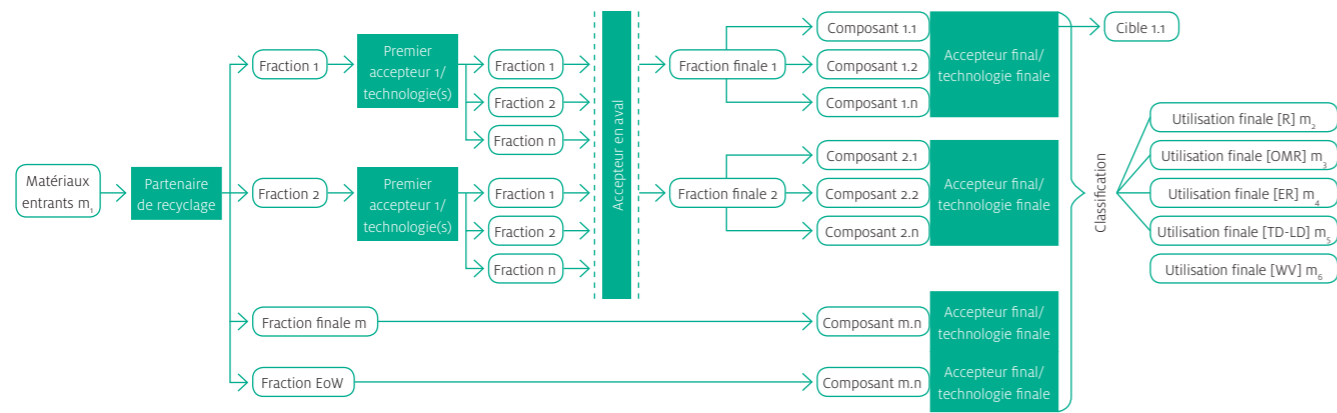 Matériaux
entrants m₁
Partenaire
de recyclage
Fraction 1
Premier
accepteur 1/
technologie(s)
Fraction 1
Fraction 2
Fraction n
Fraction 2
Premier
accepteur 1/
technologie(s)
Fraction 1
Fraction 2
Fraction n
Fraction finale m
Fraction EoW
Accepteur en aval
Fraction finale 1
Composant 1.1
Composant 1.2
Composant 1.n
Accepteur final/
technologie finale
Fraction finale 2
Composant 2.1
Composant 2.2
Composant 2.n
Accepteur final/
technologie finale
Composant m.n
Accepteur final/
technologie finale
Composant m.n
Accepteur final/
technologie finale
Cible 1.1
Classification
Utilisation finale [R] m₂
Utilisation finale [OMR] m₃
Utilisation finale [ER] m₄
Utilisation finale [TD-LD] m₅
Utilisation finale [WV] m₆